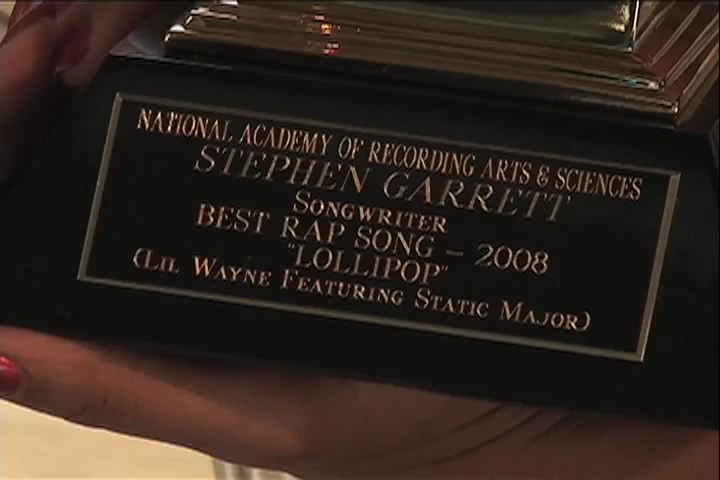 NATIONAL ACADEMY OF RECORDING ARTS & SCIENCES
STEPHEN GARRETT
SONGWRITER
BEST RAP SONG – 2008
"LOLLIPOP"
(LIL WAYNE FEATURING STATIC MAJOR)